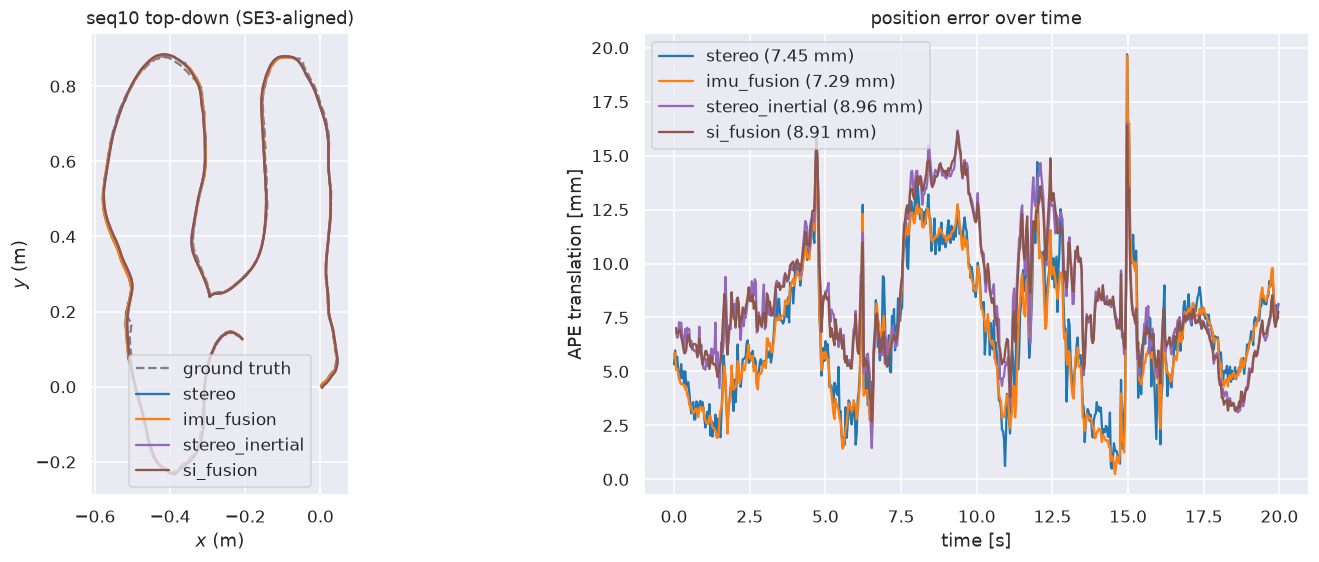 seq10 top-down (SE3-aligned)
0.8
0.6
0.4
0.2
0.0
−0.2
y (m)
−0.6
−0.4
−0.2
0.0
x (m)
ground truth
stereo
imu_fusion
stereo_inertial
si_fusion
position error over time
20.0
17.5
15.0
12.5
10.0
7.5
5.0
2.5
0.0
APE translation [mm]
stereo (7.45 mm)
imu_fusion (7.29 mm)
stereo_inertial (8.96 mm)
si_fusion (8.91 mm)
0.0
2.5
5.0
7.5
10.0
12.5
15.0
17.5
20.0
time [s]